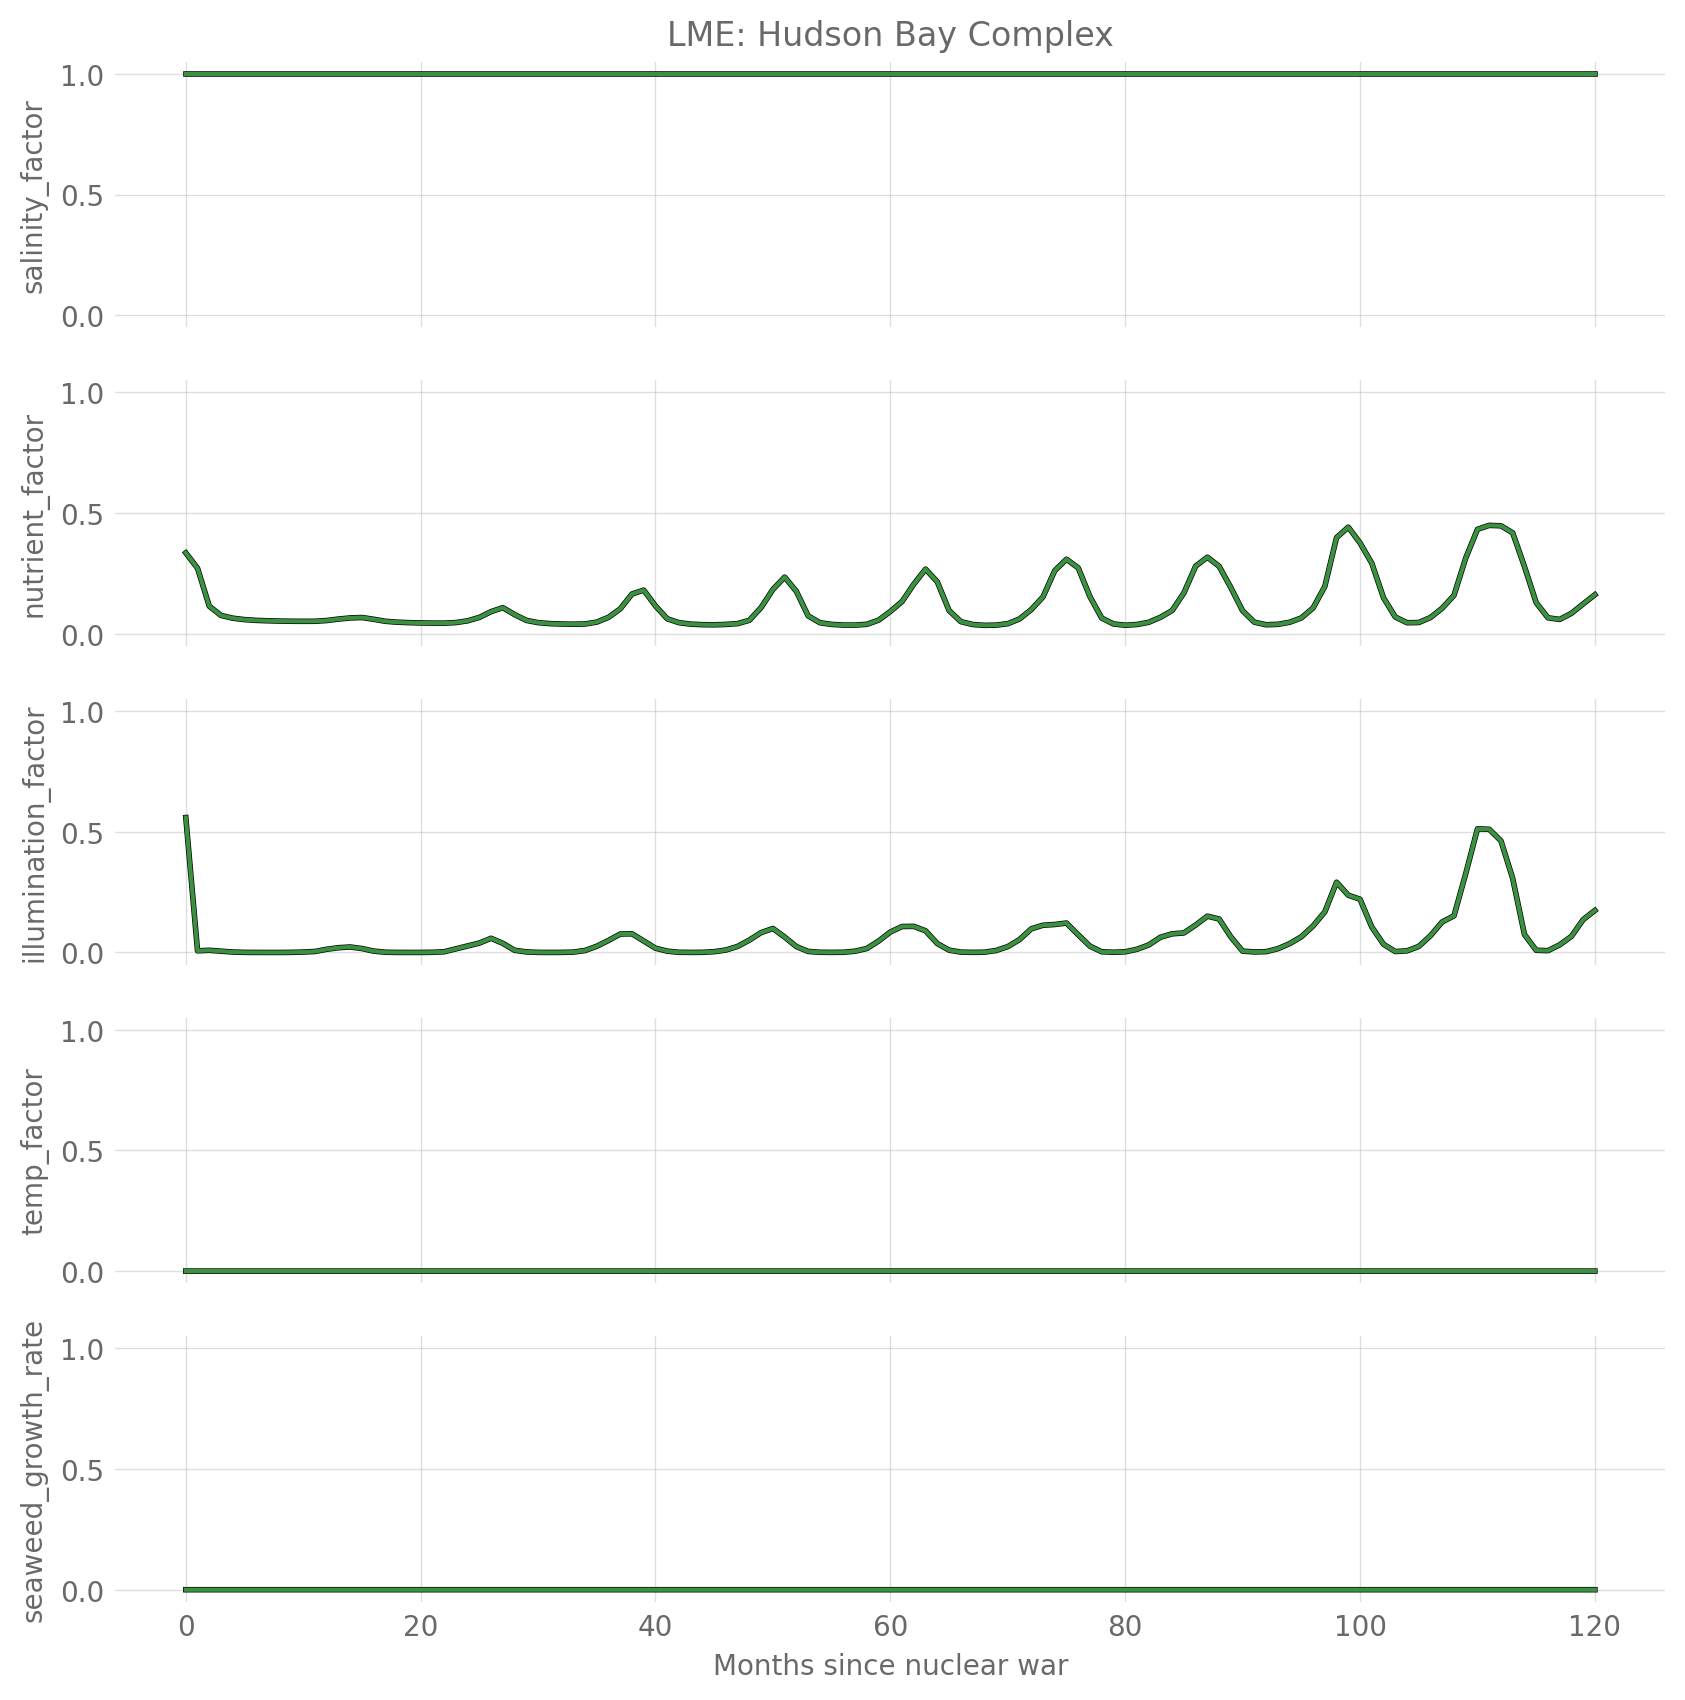 LME: Hudson Bay Complex
salinity_factor
1.0
0.5
0.0
nutrient_factor
1.0
0.5
0.0
illumination_factor
1.0
0.5
0.0
temp_factor
1.0
0.5
0.0
seaweed_growth_rate
1.0
0.5
0.0
0 20 40 60 80 100 120
Months since nuclear war